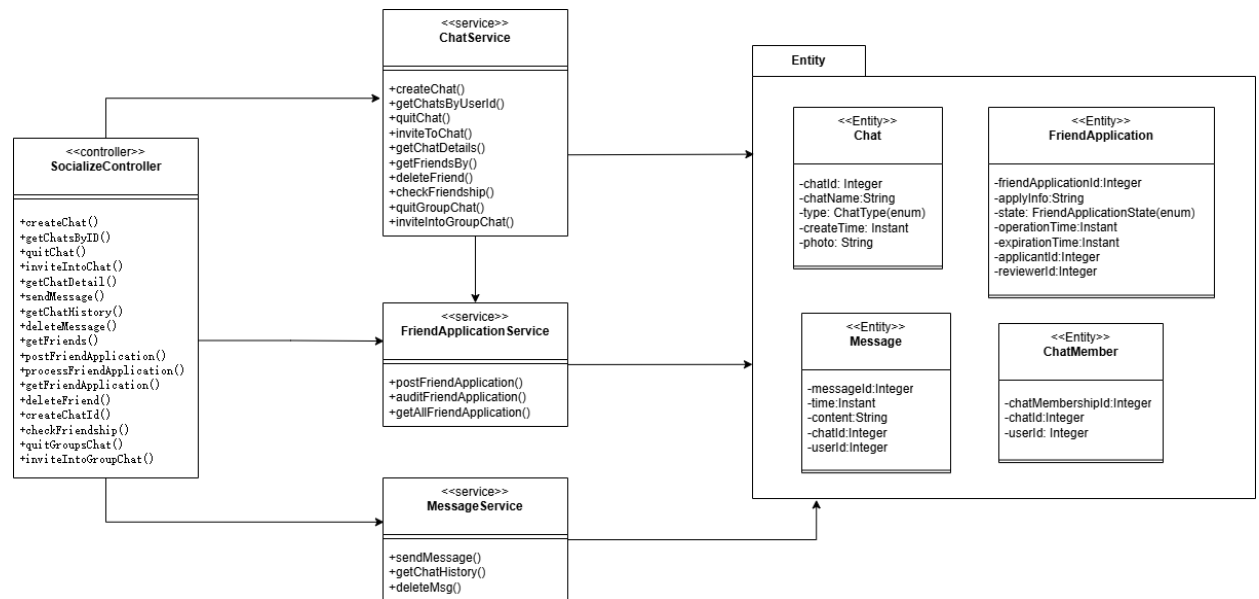 <<controller>>
SocializeController
+createChat()
+getChatsByID()
+quitChat()
+inviteIntoChat()
+getChatDetail()
+sendMessage()
+getChatHistory()
+deleteMessage()
+getFriends()
+postFriendApplication()
+processFriendApplication()
+getFriendApplication()
+deleteFriend()
+createChatId()
+checkFriendship()
+quitGroupsChat()
+inviteIntoGroupChat()
<<service>>
ChatService
+createChat()
+getChatsByUserId()
+quitChat()
+inviteToChat()
+getChatDetails()
+getFriendsBy()
+deleteFriend()
+checkFriendship()
+quitGroupChat()
+inviteIntoGroupChat()
<<service>>
FriendApplicationService
+postFriendApplication()
+auditFriendApplication()
+getAllFriendApplication()
<<service>>
MessageService
+sendMessage()
+getChatHistory()
+deleteMsg()
Entity
<<Entity>>
Chat
-chatId: Integer
-chatName:String
-type: ChatType(enum)
-createTime: Instant
-photo: String
<<Entity>>
FriendApplication
-friendApplicationId:Integer
-applyInfo:String
-state: FriendApplicationState(enum)
-operationTime:Instant
-expirationTime:Instant
-applicantId:Integer
-reviewerId:Integer
<<Entity>>
Message
-messageId:Integer
-time:Instant
-content:String
-chatId:Integer
-userId:Integer
<<Entity>>
ChatMember
-chatMembershipId:Integer
-chatId:Integer
-userId: Integer